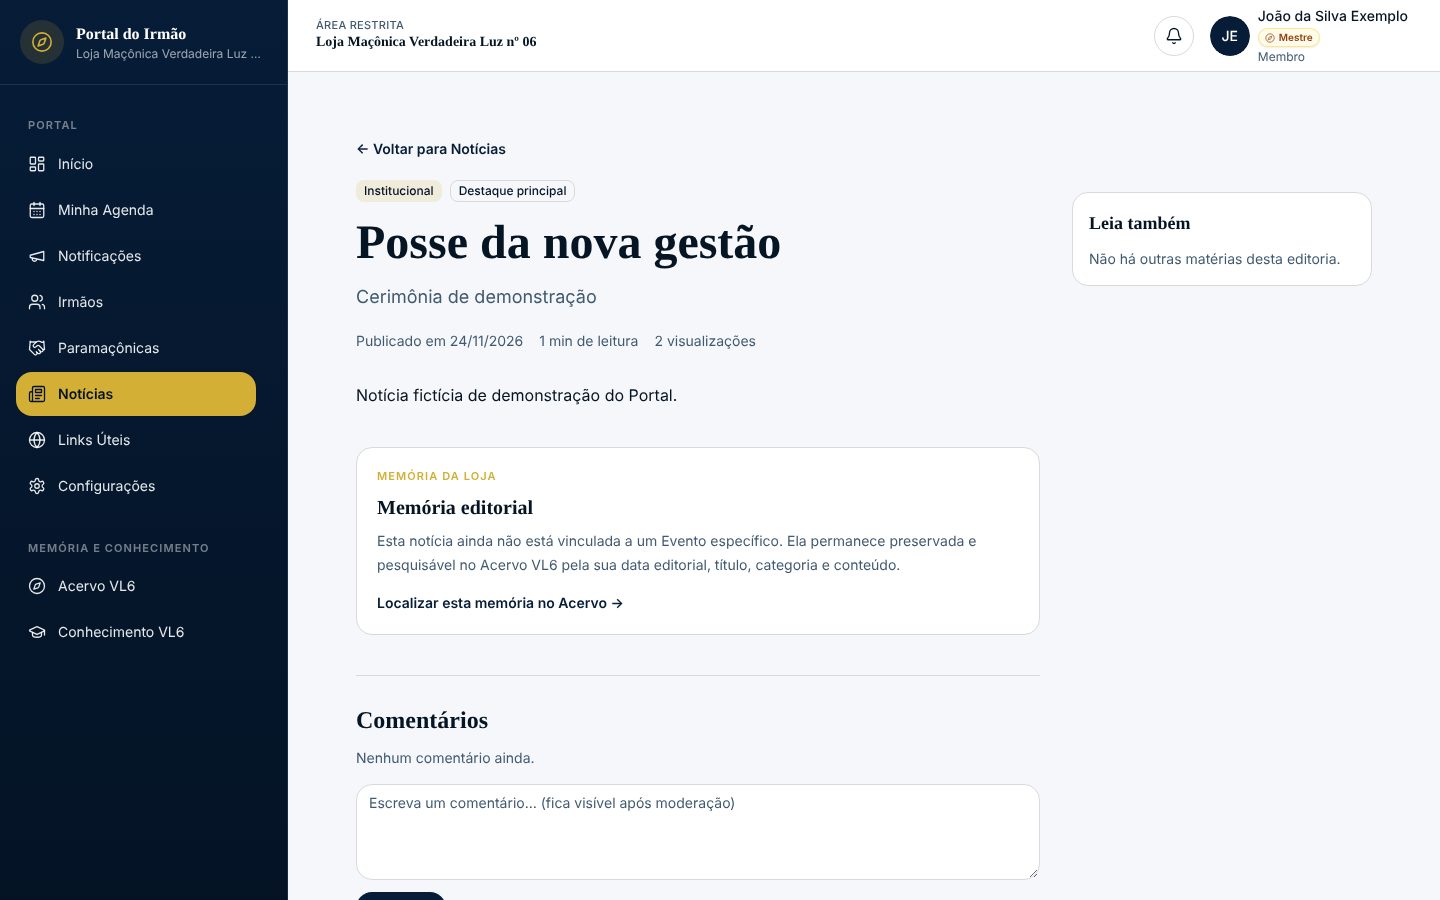 Portal do Irmão
Loja Maçônica Verdadeira Luz ...
PORTAL
Início
Minha Agenda
Notificações
Irmãos
Paramaçônicas
Notícias
Links Úteis
Configurações
MEMÓRIA E CONHECIMENTO
Acervo VL6
Conhecimento VL6
ÁREA RESTRITA
Loja Maçônica Verdadeira Luz nº 06
JE
João da Silva Exemplo
Mestre
Membro
← Voltar para Notícias
Institucional Destaque principal
Posse da nova gestão
Cerimônia de demonstração
Publicado em 24/11/2026 1 min de leitura 2 visualizações
Notícia fictícia de demonstração do Portal.
MEMÓRIA DA LOJA
Memória editorial
Esta notícia ainda não está vinculada a um Evento específico. Ela permanece preservada e
pesquisável no Acervo VL6 pela sua data editorial, título, categoria e conteúdo.
Localizar esta memória no Acervo →
Comentários
Nenhum comentário ainda.
Escreva um comentário... (fica visível após moderação)
Leia também
Não há outras matérias desta editoria.